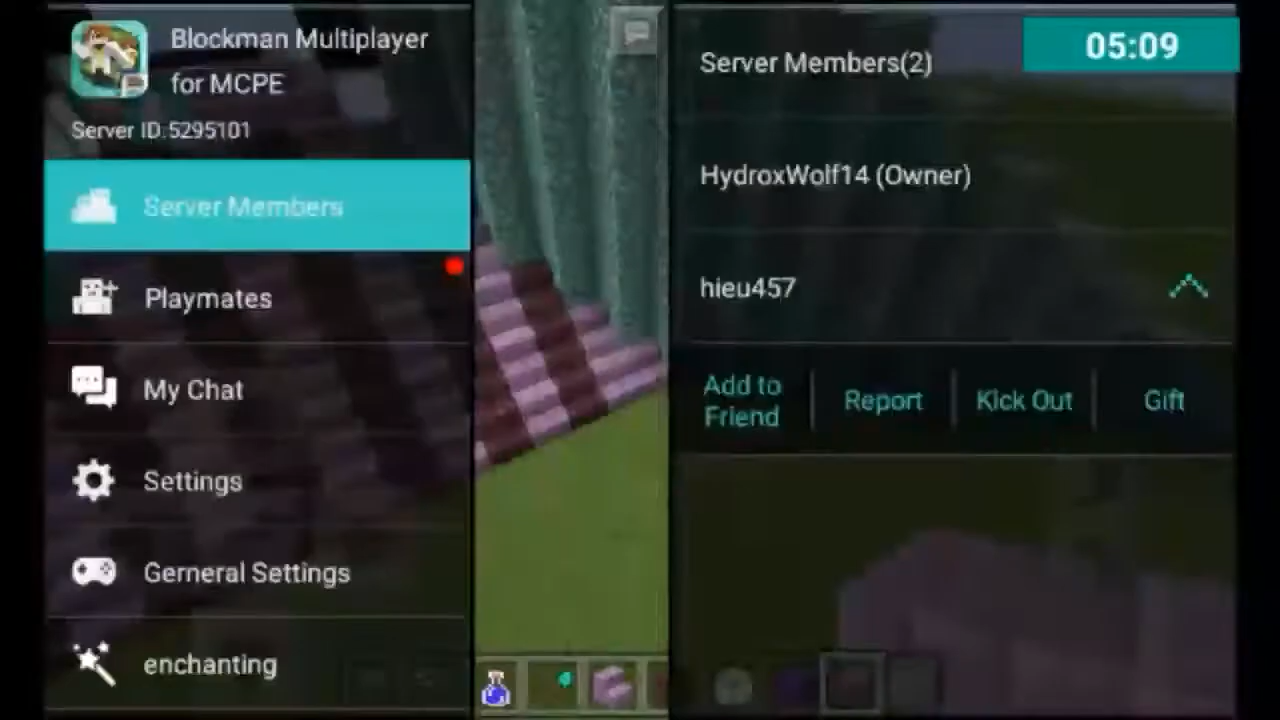 Blockman Multiplayer
for MCPE
Server ID:5295101
Server Members
Playmates
My Chat
Settings
Gerneral Settings
enchanting
05:09
Server Members(2)
HydroxWolf14 (Owner)
hieu457
Add to
Friend
Report
Kick Out
Gift